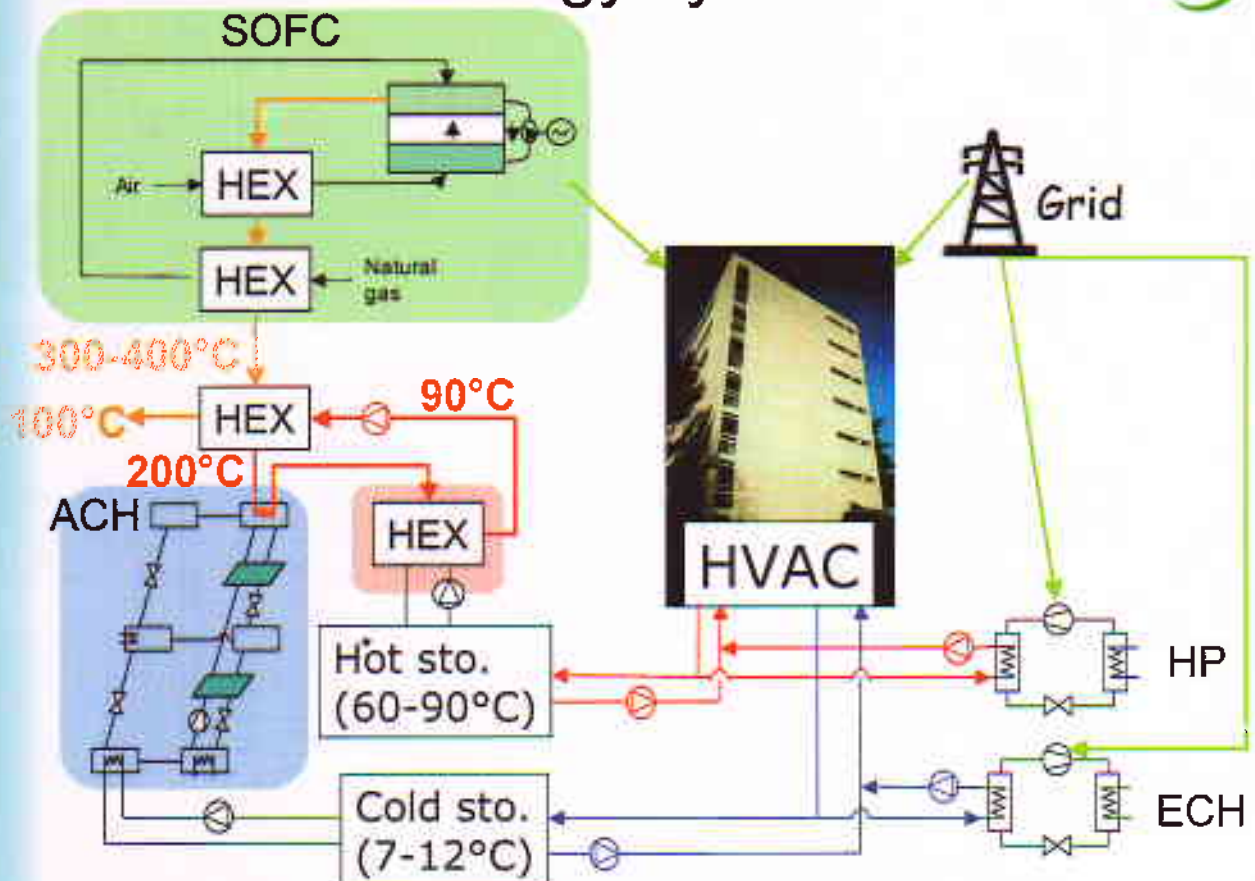 SOFC
Air
HEX
HEX
Natural
gas
Grid
300-400°C
100°C
HEX
90°C
200°C
ACH
HEX
HVAC
Hot sto.
(60-90°C)
HP
Cold sto.
(7-12°C)
ECH